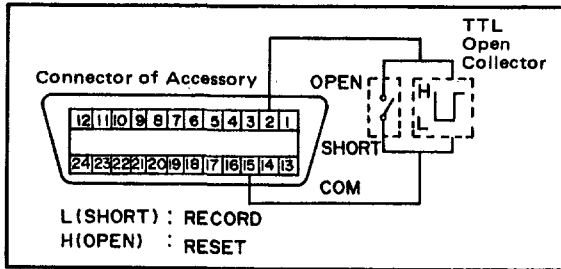 TTL
Open
Collector
Connector of Accessory
OPEN
H
L
12 11 10 9 8 7 6 5 4 3 2 1
SHORT
24 23 22 21 20 19 18 17 16 15 14 13
COM
L(SHORT) : RECORD
H(OPEN) : RESET